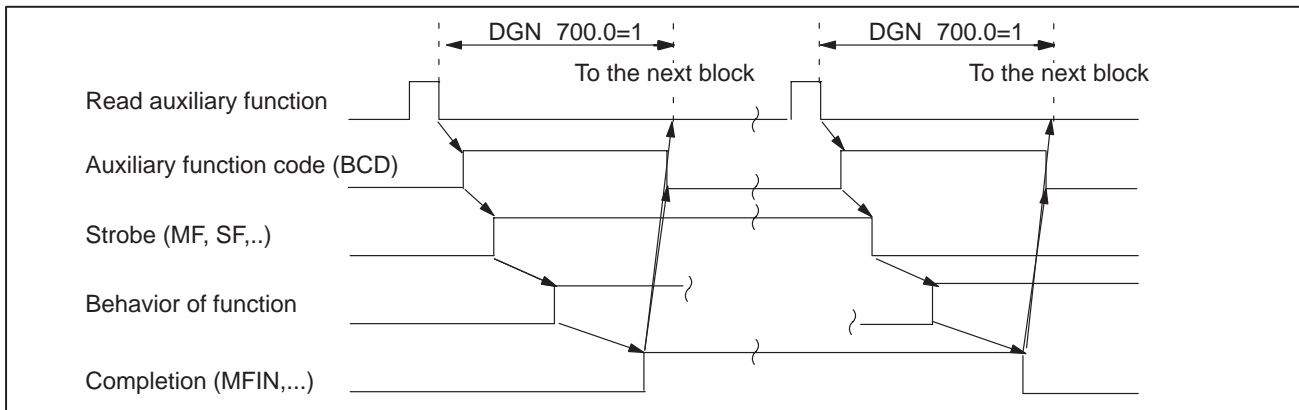 DGN 700.0=1 DGN 700.0=1
To the next block To the next block
Read auxiliary function
Auxiliary function code (BCD)
Strobe (MF, SF,..)
Behavior of function
Completion (MFIN,...)